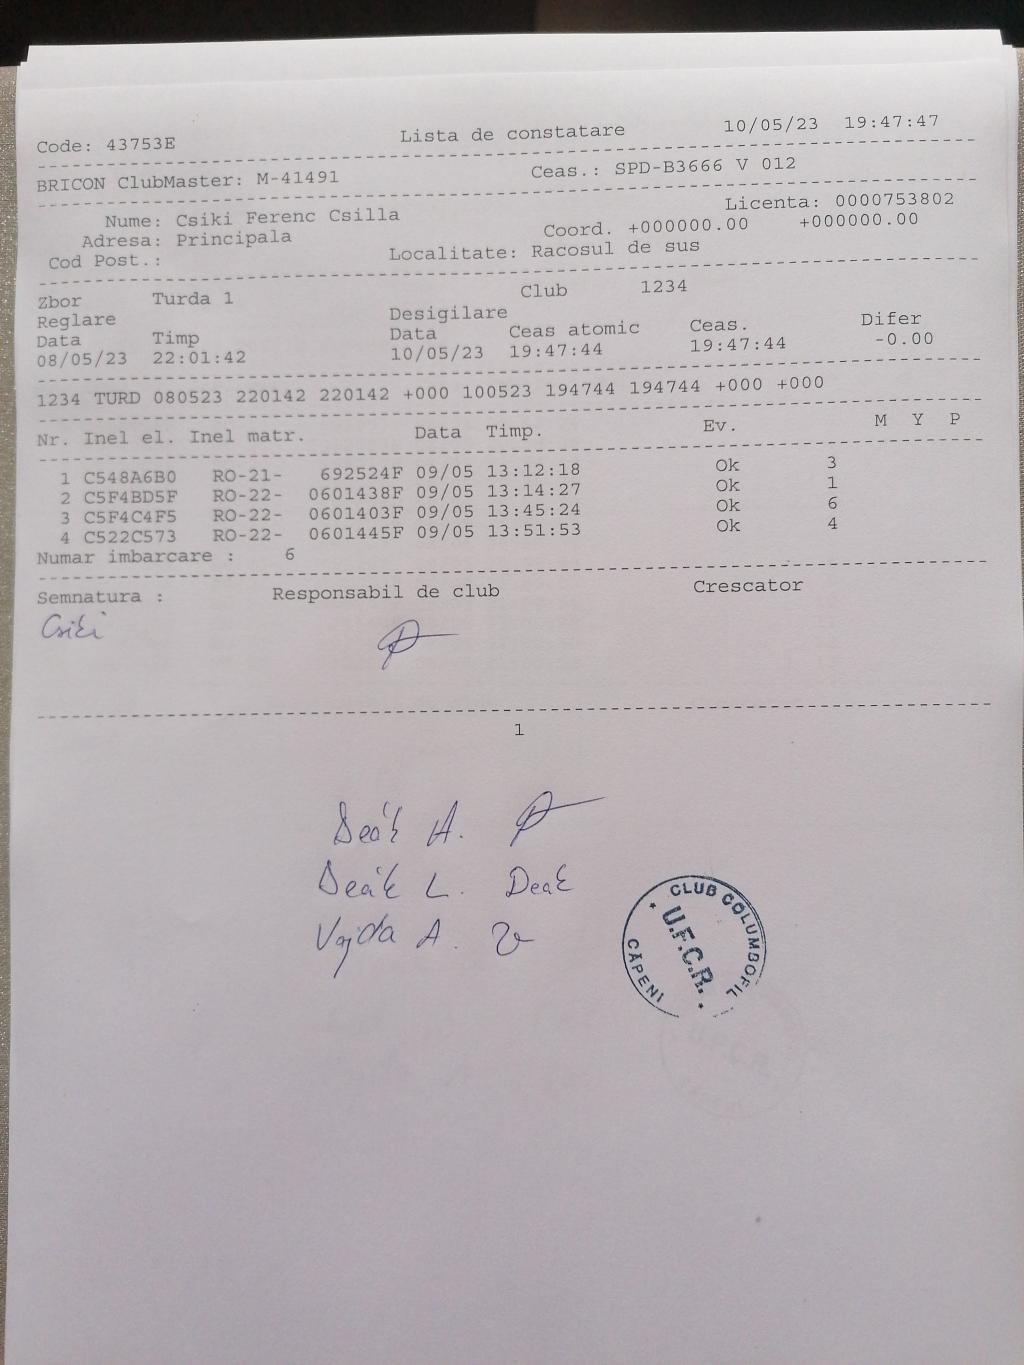 Code: 43753E Lista de constatare 10/05/23 19:47:47
BRICON ClubMaster: M-41491 Ceas.: SPD-B3666 V 012
Nume: Csiki Ferenc Csilla Licenta: 0000753802
Adresa: Principala Coord. +000000.00 +000000.00
Cod Post.: Localitate: Racosul de sus
Zbor Turda 1 Club 1234
Reglare Desigilare
Data Timp Data Ceas atomic Ceas. Difer
08/05/23 22:01:42 10/05/23 19:47:44 19:47:44 -0.00
1234 TURD 080523 220142 220142 +000 100523 194744 194744 +000 +000
Nr. Inel el. Inel matr. Data Timp. Ev. M Y P
1 C548A6B0 RO-21- 692524F 09/05 13:12:18 Ok 3
2 C5F4BD5F RO-22- 0601438F 09/05 13:14:27 Ok 1
3 C5F4C4F5 RO-22- 0601403F 09/05 13:45:24 Ok 6
4 C522C573 RO-22- 0601445F 09/05 13:51:53 Ok 4
Numar imbarcare : 6
Semnatura : Responsabil de club Crescator
Csiki
1
Deák A.
Deák L. Deak
Vajda A.
CLUB COLUMBOFIL
U.F.C.R.
CĂPENI